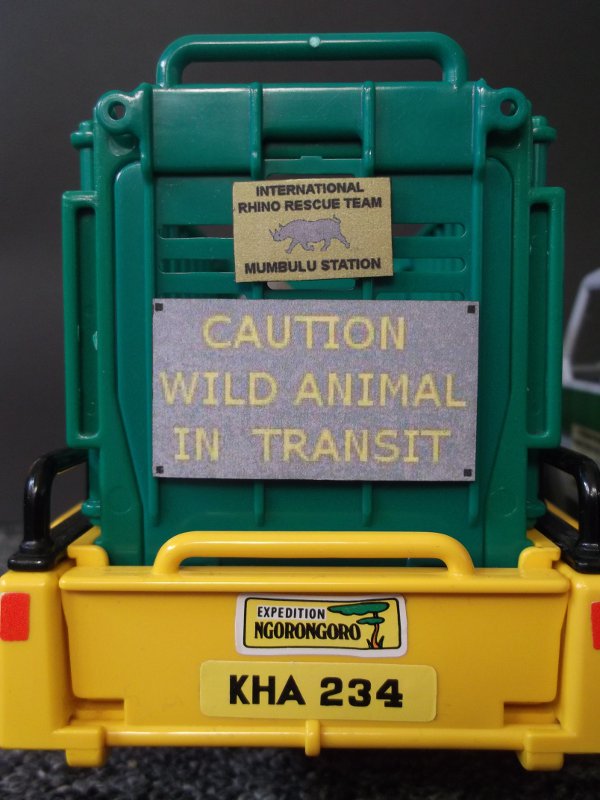 INTERNATIONAL
RHINO RESCUE TEAM
MUMBULU STATION
CAUTION
WILD ANIMAL
IN TRANSIT
EXPEDITION
NGORONGORO
KHA 234